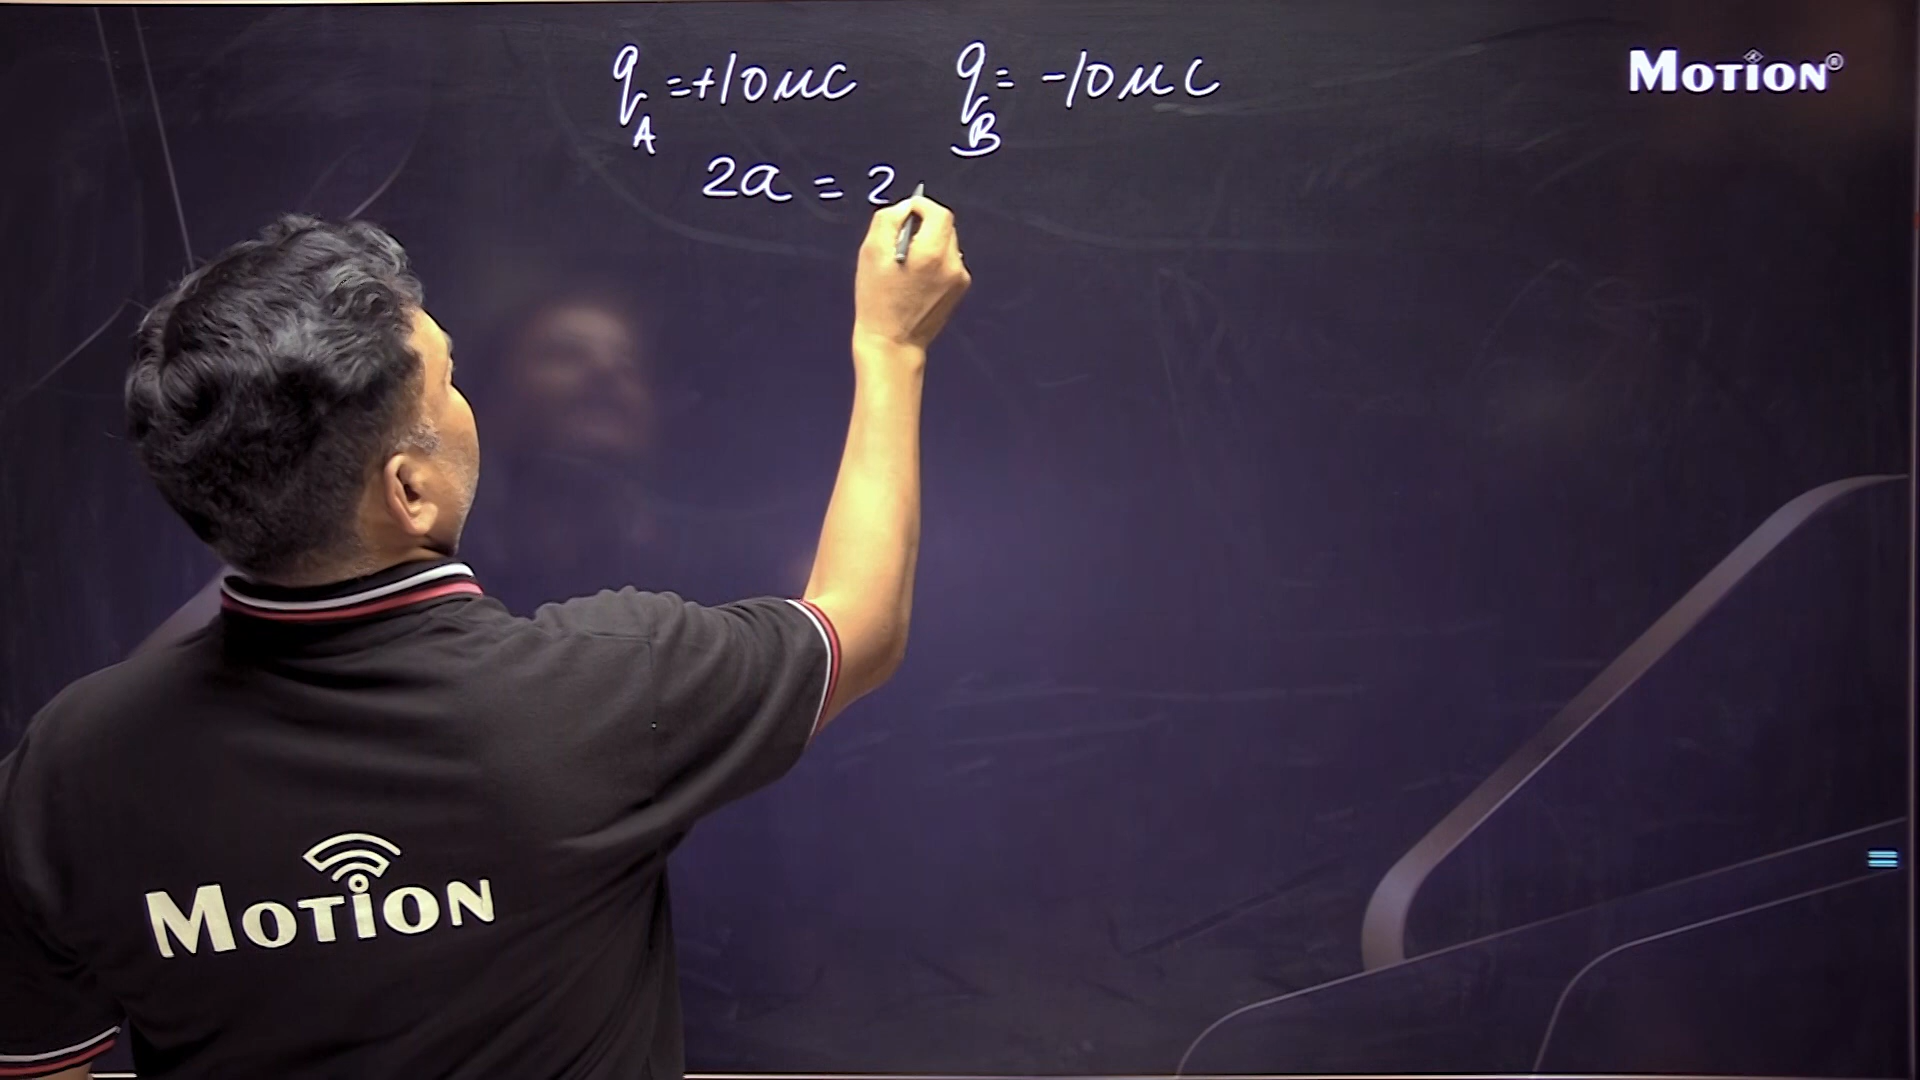 q_A = +10 μC q_B = -10 μC
MOTION®
2a = 2
MOTION